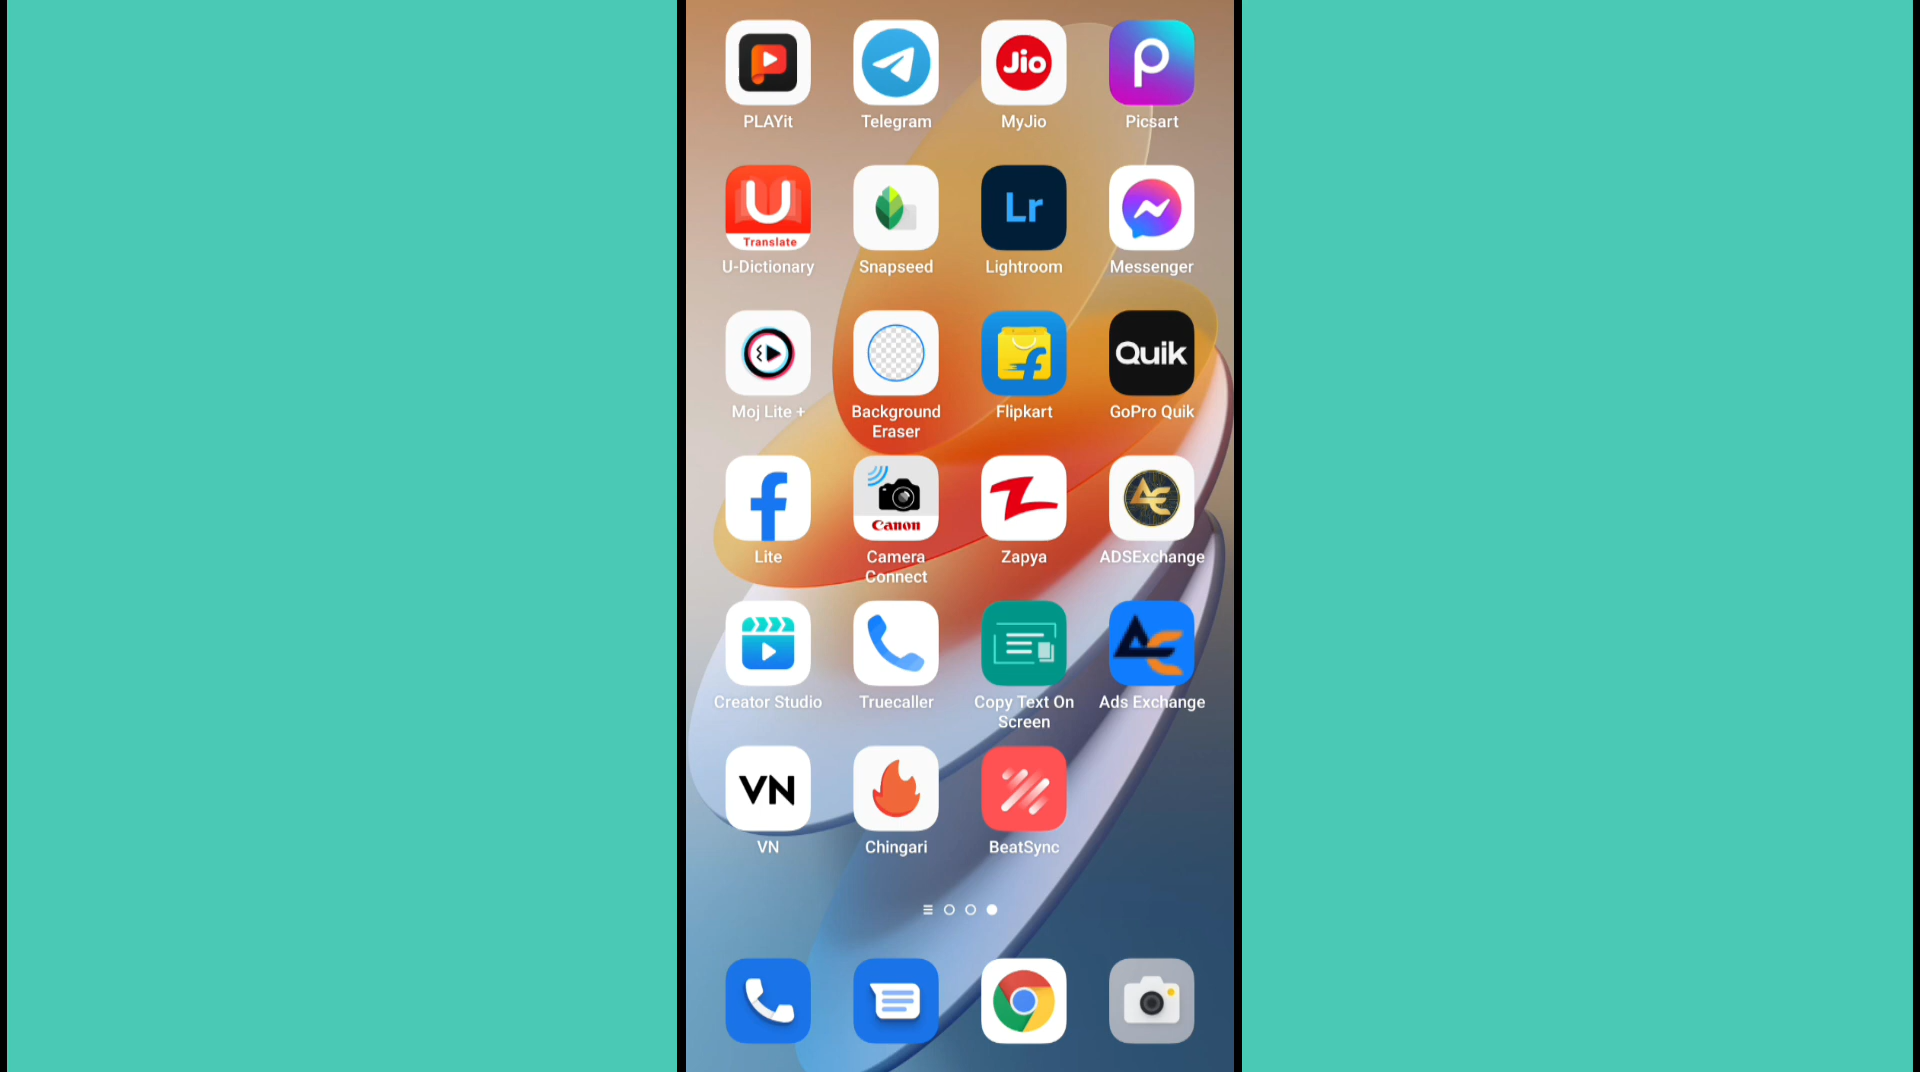 PLAYit
Telegram
Jio
MyJio
P
Picsart
U
Translate
U-Dictionary
Snapseed
Lr
Lightroom
Messenger
Moj Lite +
Background
Eraser
Flipkart
Quik
GoPro Quik
Lite
Canon
Camera
Connect
Zapya
ADSExchange
Creator Studio
Truecaller
Copy Text On
Screen
Ads Exchange
VN
VN
Chingari
BeatSync